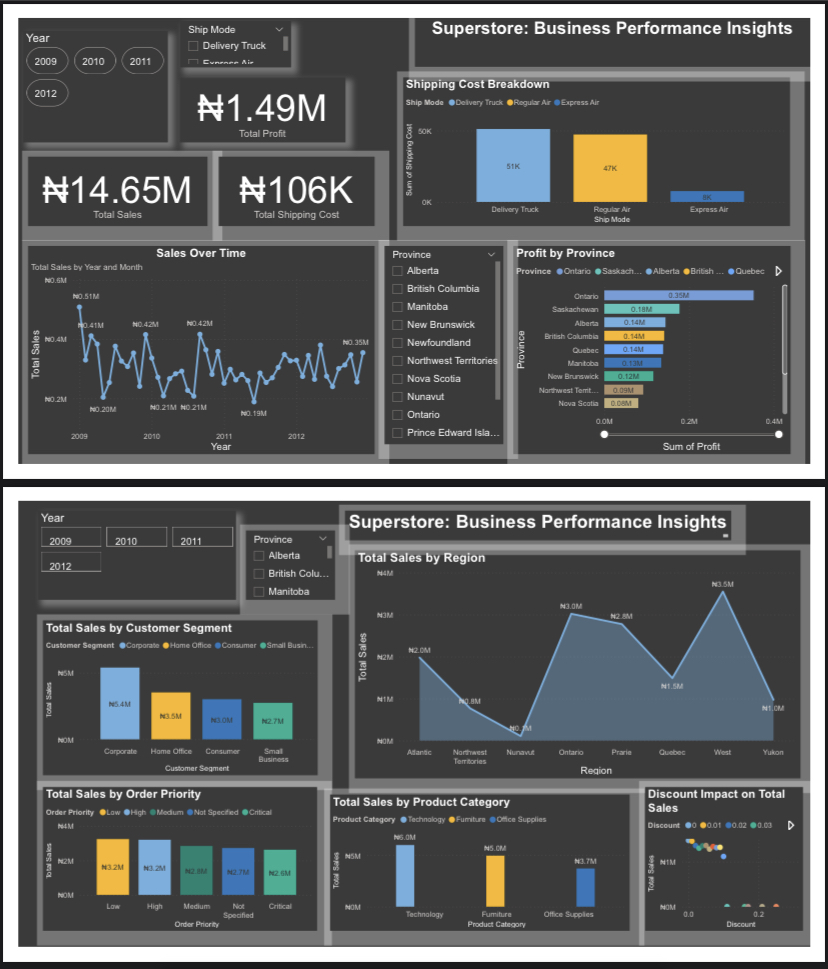 Superstore: Business Performance Insights
Year
2009 2010 2011
2012
Ship Mode
Delivery Truck
Express Air
₦1.49M
Total Profit
₦14.65M
Total Sales
₦106K
Total Shipping Cost
Shipping Cost Breakdown
Ship Mode Delivery Truck Regular Air Express Air
Sum of Shipping Cost
50K
0K
51K
47K
8K
Delivery Truck Regular Air Express Air
Ship Mode
Sales Over Time
Total Sales by Year and Month
Total Sales
₦0.6M
₦0.4M
₦0.2M
₦0.51M
₦0.41M
₦0.20M
₦0.42M
₦0.21M
₦0.21M
₦0.42M
₦0.19M
₦0.35M
2009 2010 2011 2012
Year
Province
Alberta
British Columbia
Manitoba
New Brunswick
Newfoundland
Northwest Territories
Nova Scotia
Nunavut
Ontario
Prince Edward Isla...
Profit by Province
Province Ontario Saskach... Alberta British ... Quebec
Province
Ontario 0.35M
Saskachewan 0.18M
Alberta 0.14M
British Columbia 0.14M
Quebec 0.14M
Manitoba 0.13M
New Brunswick 0.12M
Northwest Territ... 0.09M
Nova Scotia 0.08M
0.0M 0.2M 0.4M
Sum of Profit
Year
2009 2010 2011
2012
Province
Alberta
British Colu...
Manitoba
Superstore: Business Performance Insights
Total Sales by Region
Total Sales
₦4M
₦3M
₦2M
₦1M
₦0M
₦2.0M
₦0.8M
₦0.1M
₦3.0M
₦2.8M
₦1.5M
₦3.5M
₦1.0M
Atlantic Northwest Territories Nunavut Ontario Prarie Quebec West Yukon
Region
Total Sales by Customer Segment
Customer Segment Corporate Home Office Consumer Small Busin...
Total Sales
₦5M
₦0M
₦5.4M
₦3.5M
₦3.0M
₦2.7M
Corporate Home Office Consumer Small Business
Customer Segment
Total Sales by Order Priority
Order Priority Low High Medium Not Specified Critical
Total Sales
₦4M
₦2M
₦0M
₦3.2M
₦3.2M
₦2.8M
₦2.7M
₦2.6M
Low High Medium Not Specified Critical
Order Priority
Total Sales by Product Category
Product Category Technology Furniture Office Supplies
Total Sales
₦5M
₦0M
₦6.0M
₦5.0M
₦3.7M
Technology Furniture Office Supplies
Product Category
Discount Impact on Total Sales
Discount 0 0.01 0.02 0.03
Total Sales
₦1M
₦0M
0.0 0.2
Discount